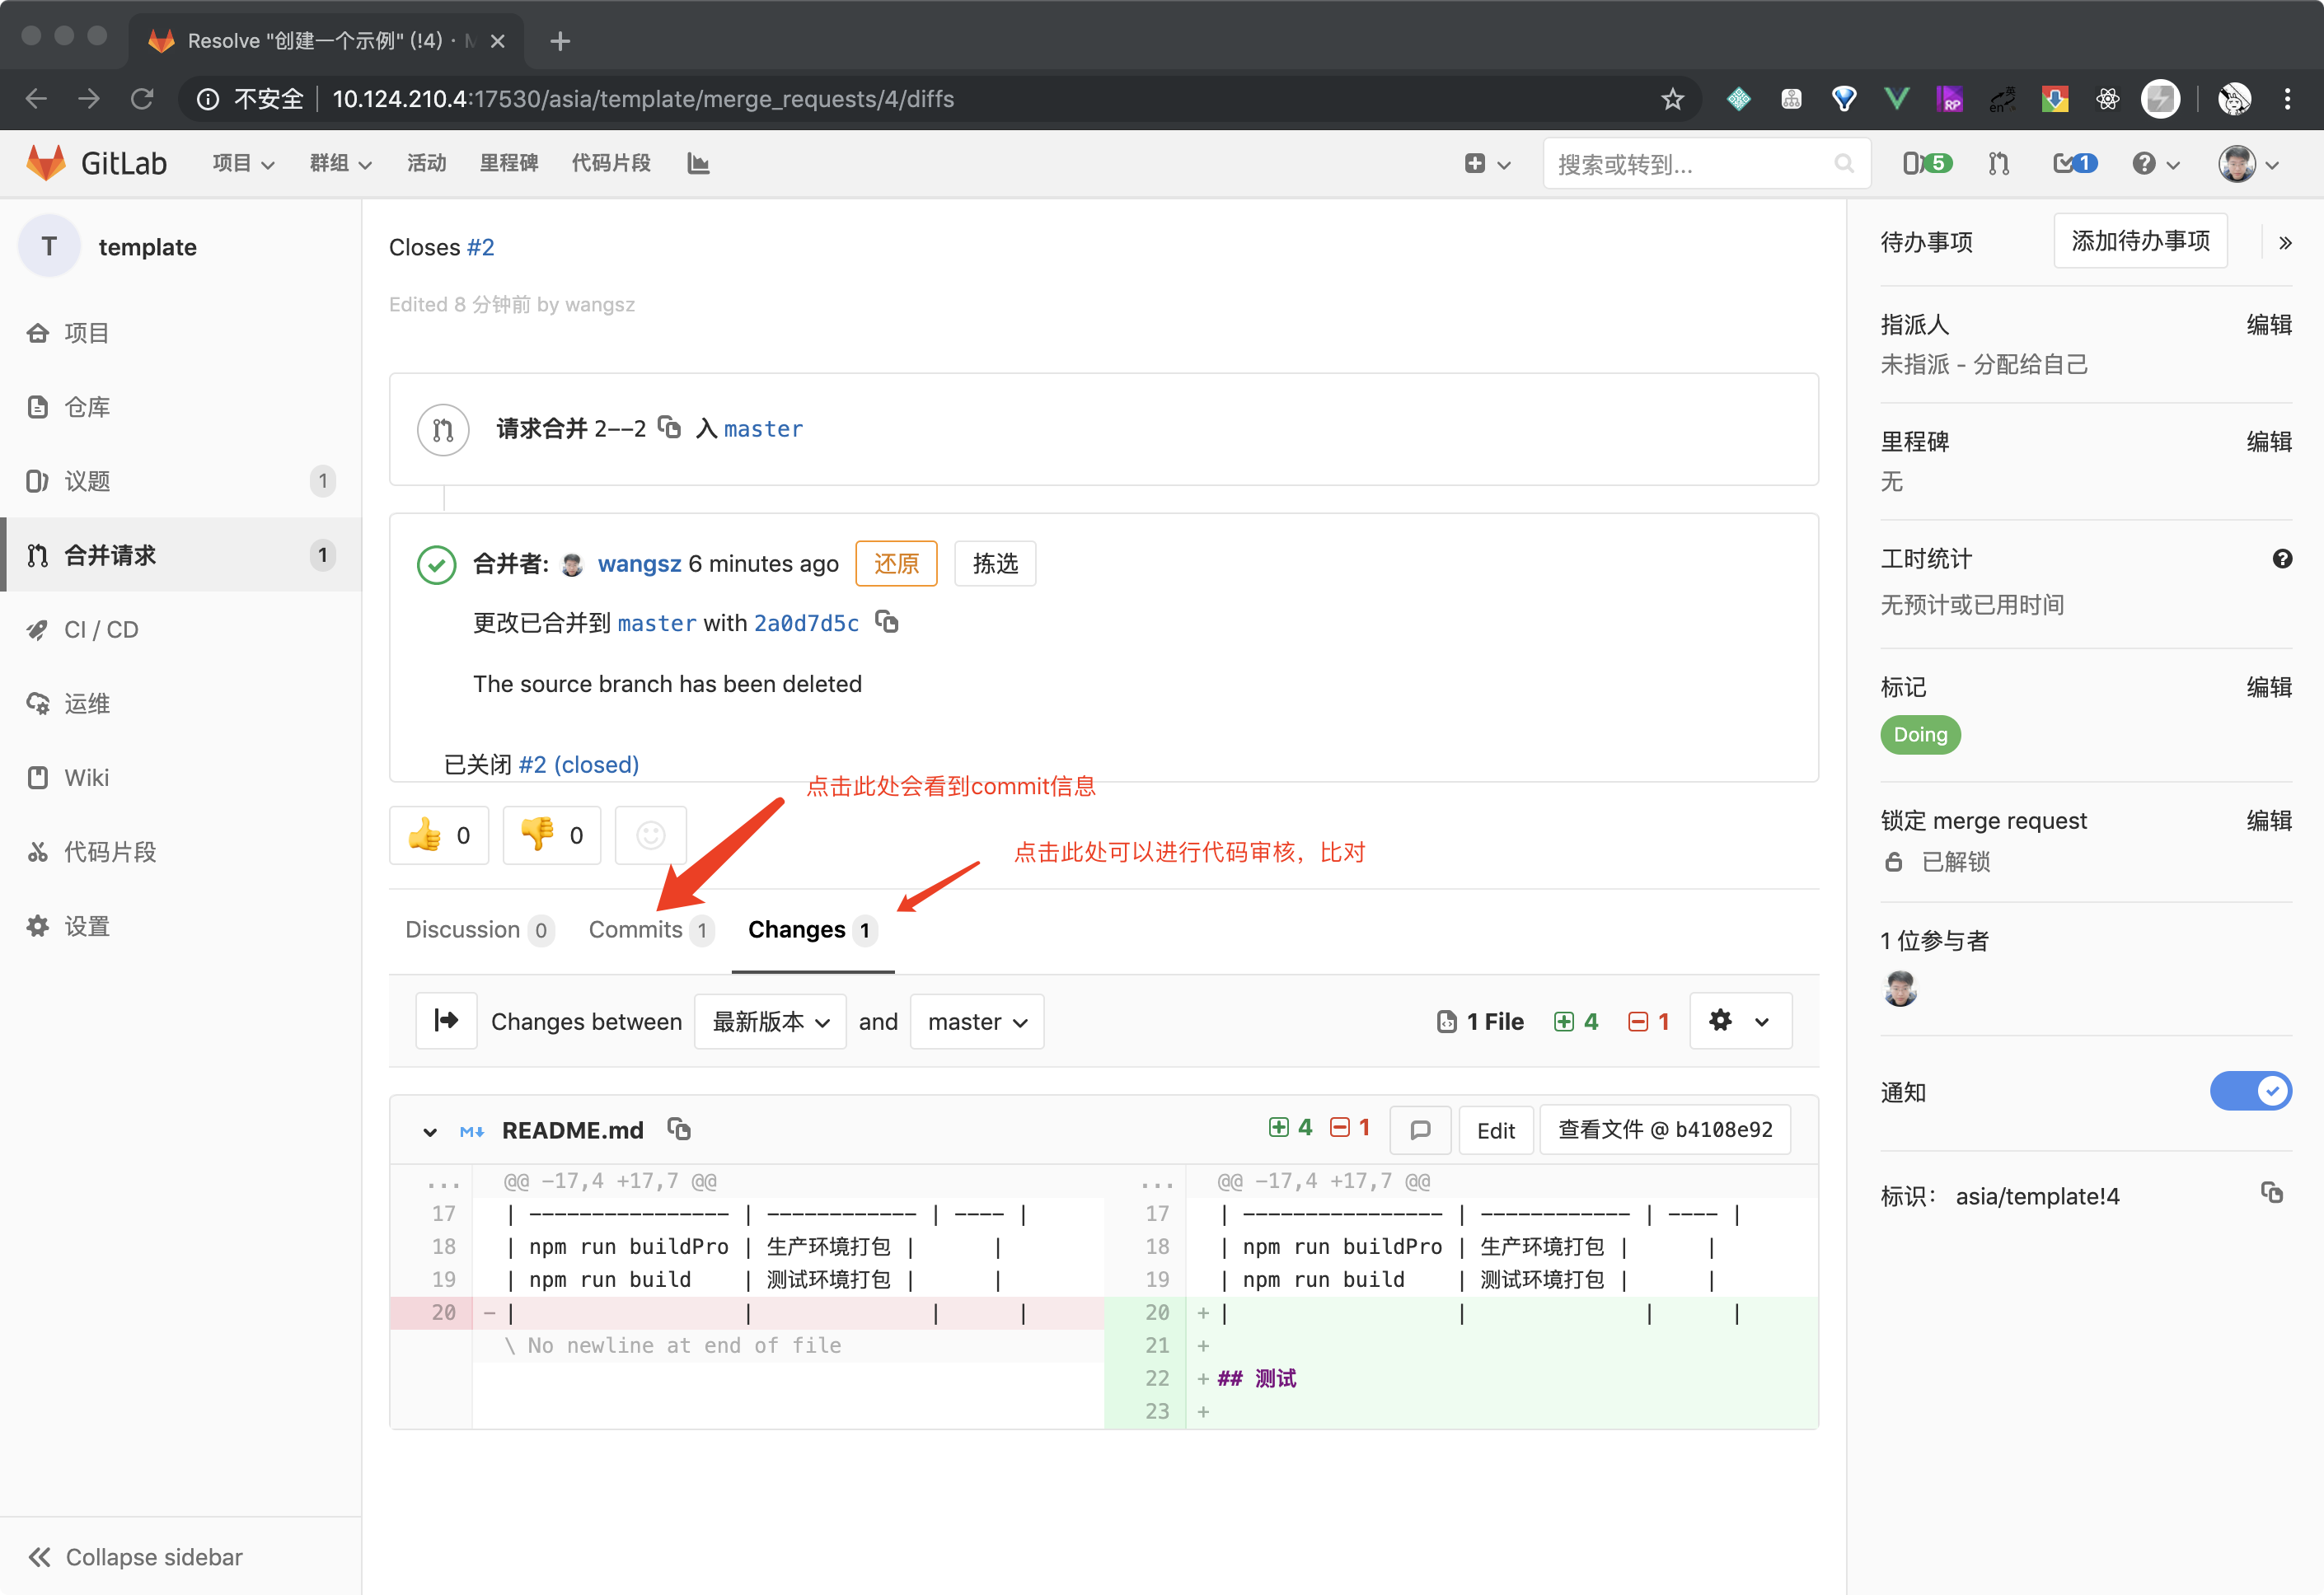 Resolve "创建一个示例" (!4) ·
不安全 10.124.210.4:17530/asia/template/merge_requests/4/diffs
GitLab 项目 群组 活动 里程碑 代码片段 搜索或转到... 5 1
T template
项目
仓库
议题 1
合并请求 1
CI / CD
运维
Wiki
代码片段
设置
Collapse sidebar
Closes #2
Edited 8 分钟前 by wangsz
请求合并 2--2 入 master
合并者: wangsz 6 minutes ago 还原 拣选
更改已合并到 master with 2a0d7d5c
The source branch has been deleted
已关闭 #2 (closed)
点击此处会看到commit信息
👍 0 👎 0
点击此处可以进行代码审核，比对
Discussion 0 Commits 1 Changes 1
Changes between 最新版本 and master 1 File 4 1
README.md 4 1 Edit 查看文件 @ b4108e92
... @@ -17,4 +17,7 @@ ... @@ -17,4 +17,7 @@
17 | ---------------- | ------------ | ---- | 17 | ---------------- | ------------ | ---- |
18 | npm run buildPro | 生产环境打包 | | 18 | npm run buildPro | 生产环境打包 | |
19 | npm run build | 测试环境打包 | | 19 | npm run build | 测试环境打包 | |
20 - | | | | 20 + | | | |
\ No newline at end of file 21 +
22 + ## 测试
23 +
待办事项 添加待办事项 »
指派人 编辑
未指派 - 分配给自己
里程碑 编辑
无
工时统计
无预计或已用时间
标记 编辑
Doing
锁定 merge request 编辑
已解锁
1 位参与者
通知
标识： asia/template!4